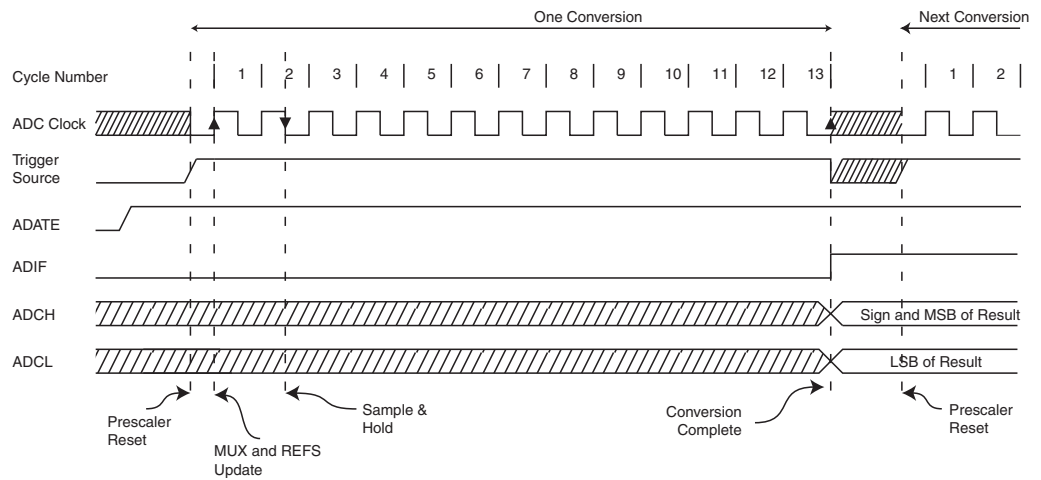 One Conversion
Next Conversion
Cycle Number
1 2 3 4 5 6 7 8 9 10 11 12 13 1 2
ADC Clock
Trigger
Source
ADATE
ADIF
ADCH
Sign and MSB of Result
ADCL
LSB of Result
Prescaler
Reset
MUX and REFS
Update
Sample &
Hold
Conversion
Complete
Prescaler
Reset